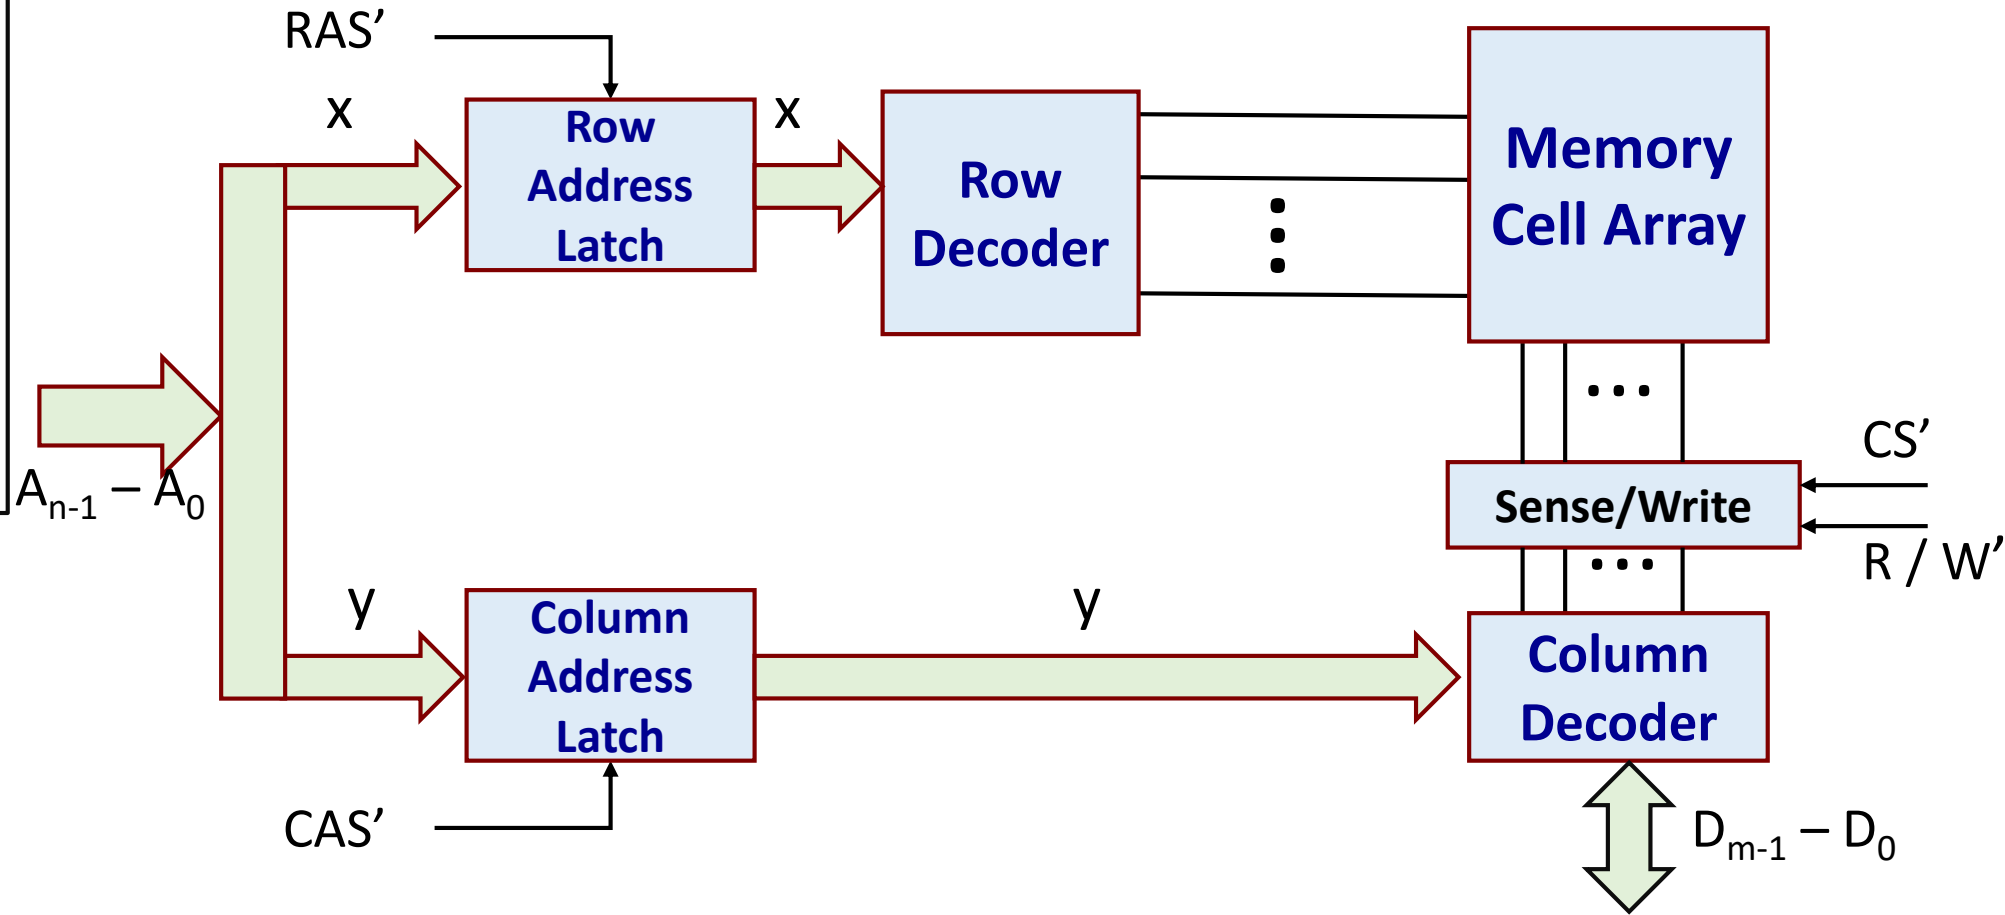 RAS’
x
x
Row
Address
Latch
Row
Decoder
Memory
Cell Array
Aₙ₋₁ – A₀
CS’
Sense/Write
R / W’
y
y
Column
Address
Latch
Column
Decoder
CAS’
Dₘ₋₁ – D₀